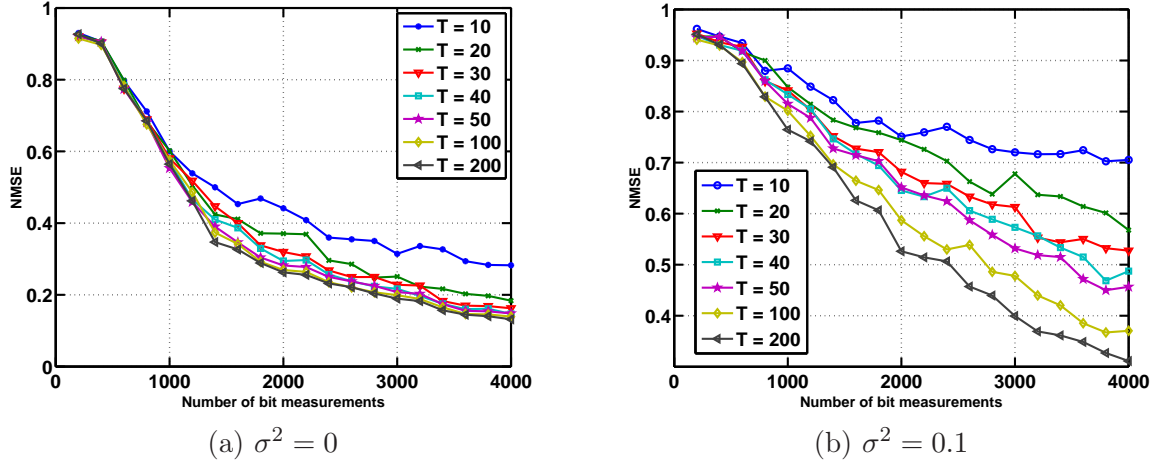 1
0.8
0.6
0.4
0.2
0
NMSE
0 1000 2000 3000 4000
Number of bit measurements
T = 10
T = 20
T = 30
T = 40
T = 50
T = 100
T = 200
(a) σ² = 0
1
0.9
0.8
0.7
0.6
0.5
0.4
NMSE
0 1000 2000 3000 4000
Number of bit measurements
T = 10
T = 20
T = 30
T = 40
T = 50
T = 100
T = 200
(b) σ² = 0.1